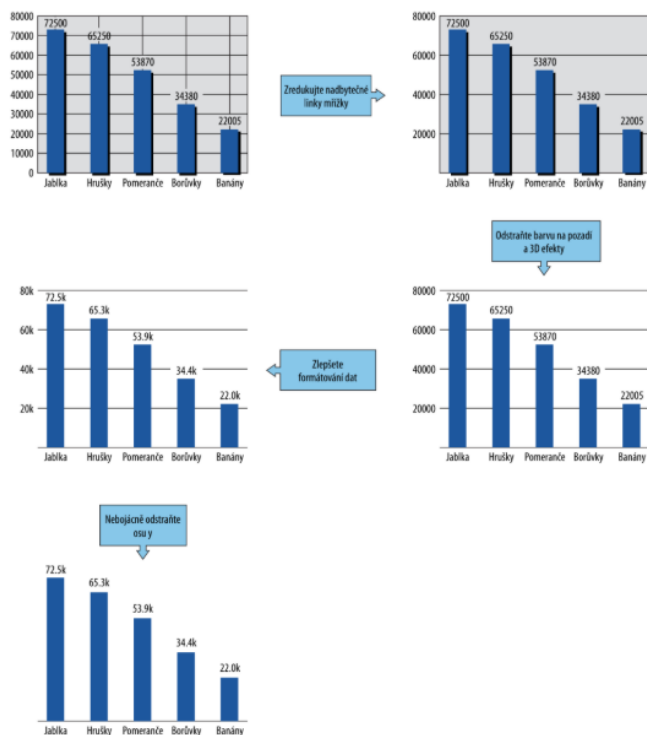 80000
70000
60000
50000
40000
30000
20000
10000
0
72500
65250
53870
34380
22005
Jablka Hrušky Pomeranče Borůvky Banány
Zredukujte nadbytečné
linky mřížky
80000
60000
40000
20000
72500
65250
53870
34380
22005
Jablka Hrušky Pomeranče Borůvky Banány
Odstraňte barvu na pozadí
a 3D efekty
80000
60000
40000
20000
72500
65250
53870
34380
22005
Jablka Hrušky Pomeranče Borůvky Banány
Zlepšete
formátování dat
80k
60k
40k
20k
72.5k
65.3k
53.9k
34.4k
22.0k
Jablka Hrušky Pomeranče Borůvky Banány
Nebojácně odstraňte
osu y
72.5k
65.3k
53.9k
34.4k
22.0k
Jablka Hrušky Pomeranče Borůvky Banány